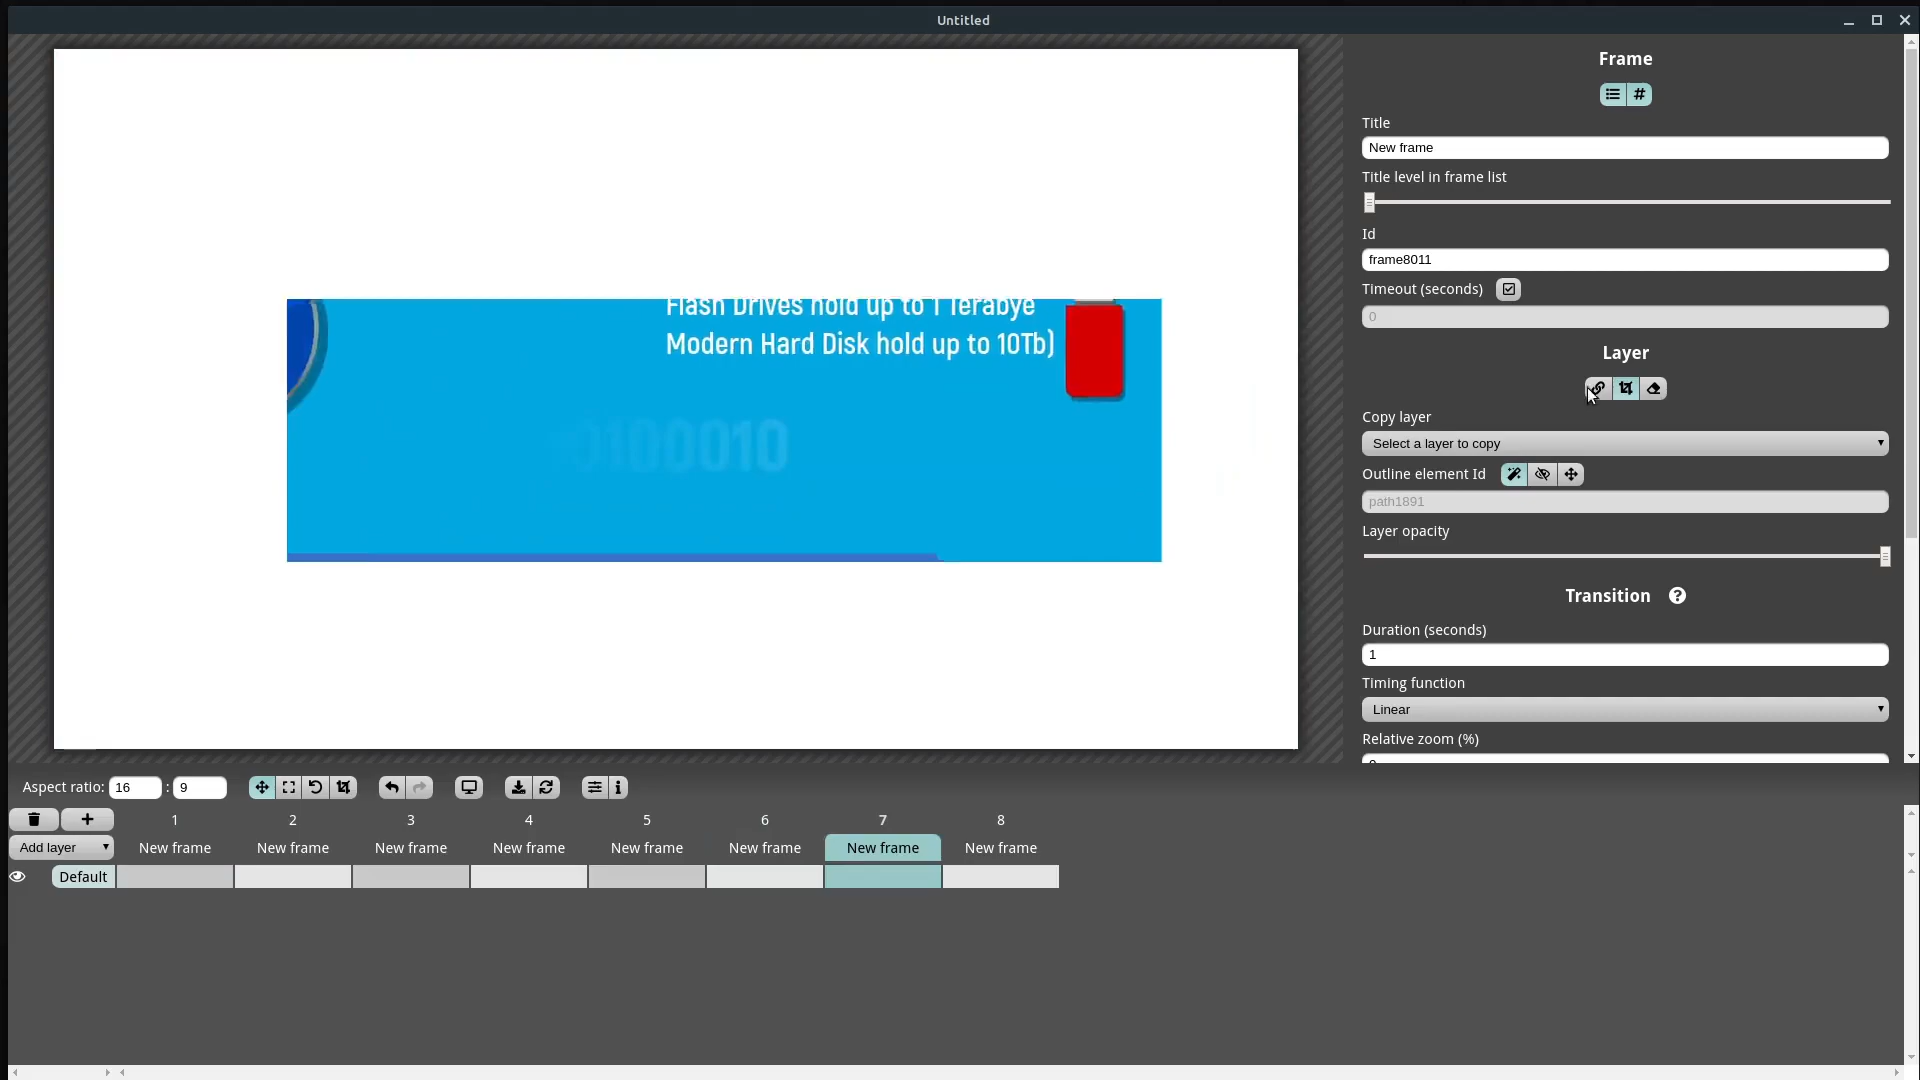 Untitled
Flash Drives hold up to 1 Terabye
Modern Hard Disk hold up to 10Tb)
0100010
Frame
Title
New frame
Title level in frame list
Id
frame8011
Timeout (seconds)
0
Layer
Copy layer
Select a layer to copy
Outline element Id
path1891
Layer opacity
Transition
Duration (seconds)
1
Timing function
Linear
Relative zoom (%)
Aspect ratio: 16 : 9
1 2 3 4 5 6 7 8
Add layer New frame New frame New frame New frame New frame New frame New frame New frame
Default